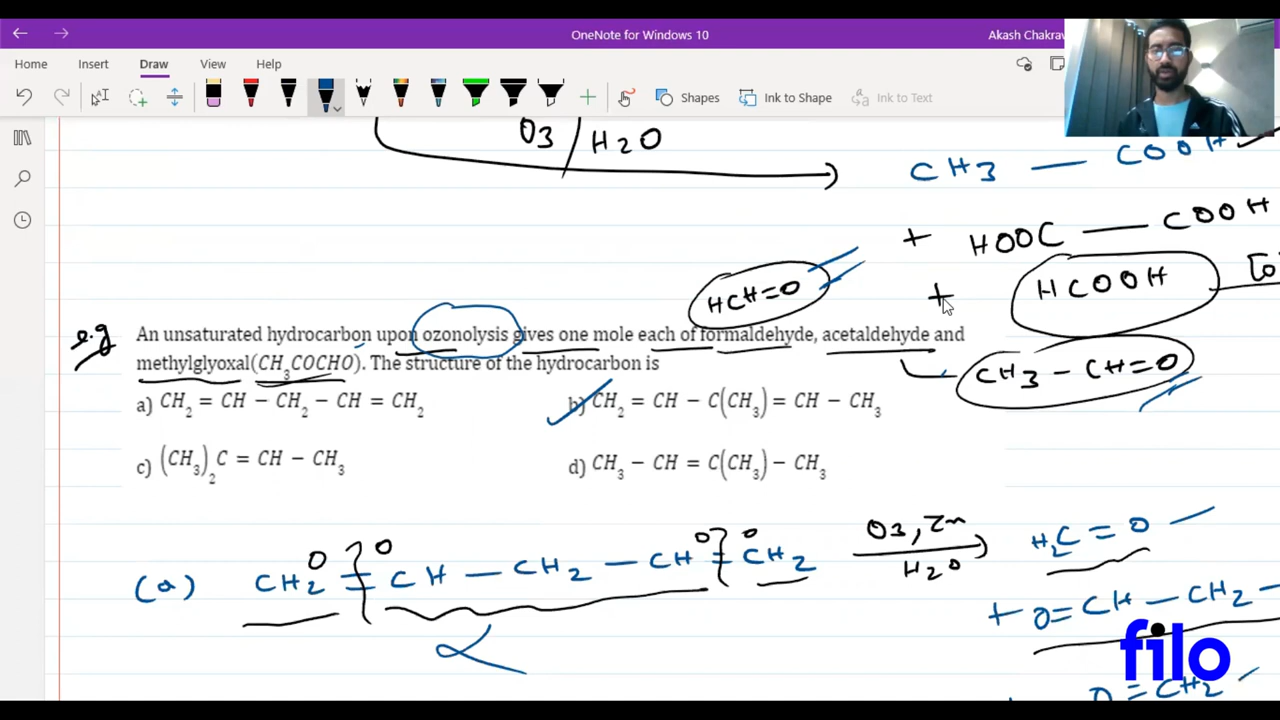 OneNote for Windows 10
Akash Chakrav
Home Insert Draw View Help
Shapes Ink to Shape Ink to Text
O3 / H2O
CH3 — COOH
+ HOOC — COOH
HCH=O
+ HCOOH
e.g An unsaturated hydrocarbon upon ozonolysis gives one mole each of formaldehyde, acetaldehyde and
methylglyoxal(CH₃COCHO). The structure of the hydrocarbon is
CH3 - CH=O
a) CH₂ = CH − CH₂ − CH = CH₂ b) CH₂ = CH − C(CH₃) = CH − CH₃
c) (CH₃)₂C = CH − CH₃ d) CH₃ − CH = C(CH₃) − CH₃
O3, Zn
H2O
H2C = O
(a) CH2 = CH — CH2 — CH = CH2
O O O O
+ O=CH — CH2 —
filo
O = CH2